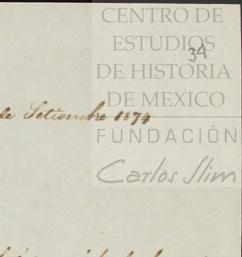 CENTRO DE
ESTUDIOS
34
DE HISTORIA
DE MEXICO
de Setiembre 1874
FUNDACIÓN
Carlos Slim